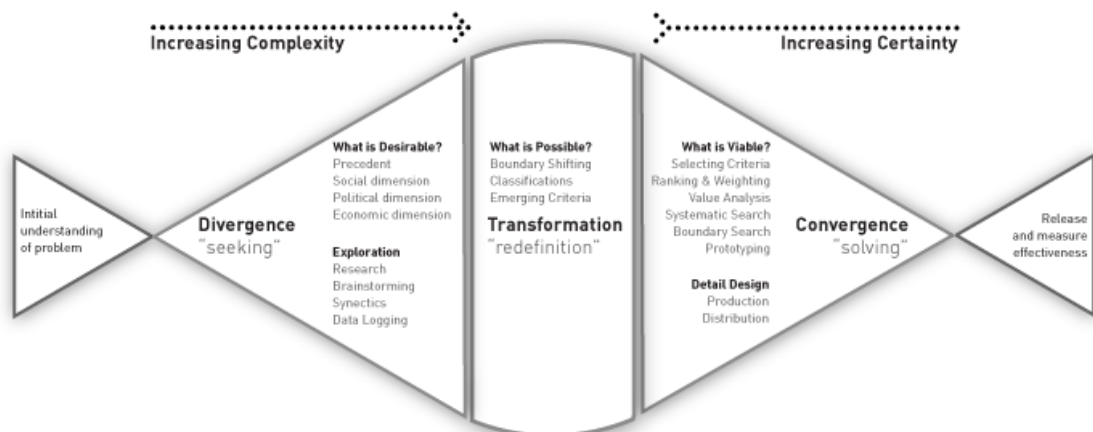 Increasing Complexity
Increasing Certainty
Intitial
understanding
of problem
Divergence
"seeking"
What is Desirable?
Precedent
Social dimension
Political dimension
Economic dimension
Exploration
Research
Brainstorming
Synectics
Data Logging
What is Possible?
Boundary Shifting
Classifications
Emerging Criteria
Transformation
"redefinition"
What is Viable?
Selecting Criteria
Ranking & Weighting
Value Analysis
Systematic Search
Boundary Search
Prototyping
Detail Design
Production
Distribution
Convergence
"solving"
Release
and measure
effectiveness